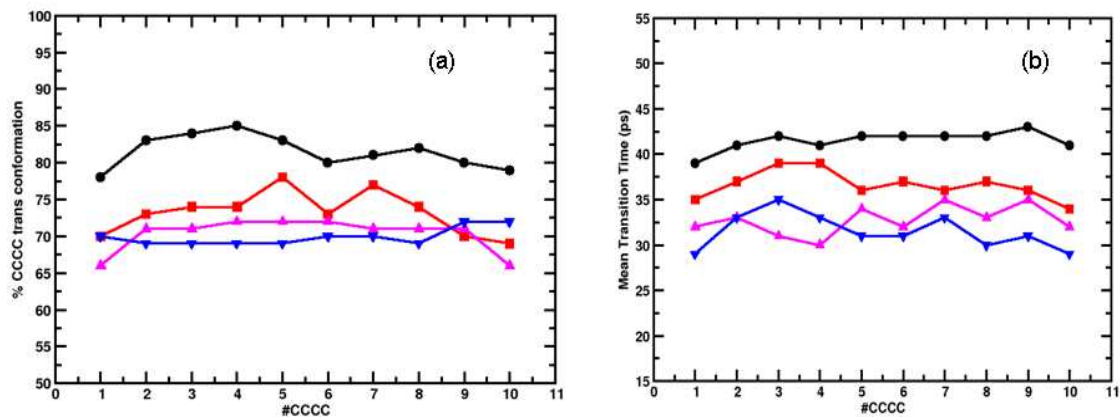 (a)
% CCCC trans conformation
100
95
90
85
80
75
70
65
60
55
50
0 1 2 3 4 5 6 7 8 9 10 11
#CCCC
(b)
Mean Transition Time (ps)
55
50
45
40
35
30
25
20
15
0 1 2 3 4 5 6 7 8 9 10 11
#CCCC